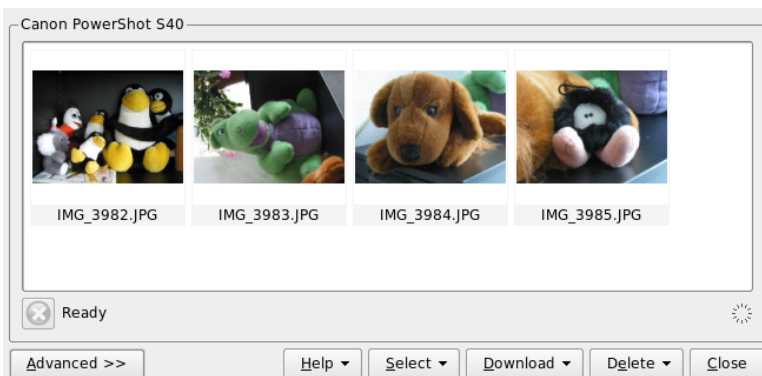 Canon PowerShot S40
IMG_3982.JPG IMG_3983.JPG IMG_3984.JPG IMG_3985.JPG
Ready
Advanced >> Help Select Download Delete Close